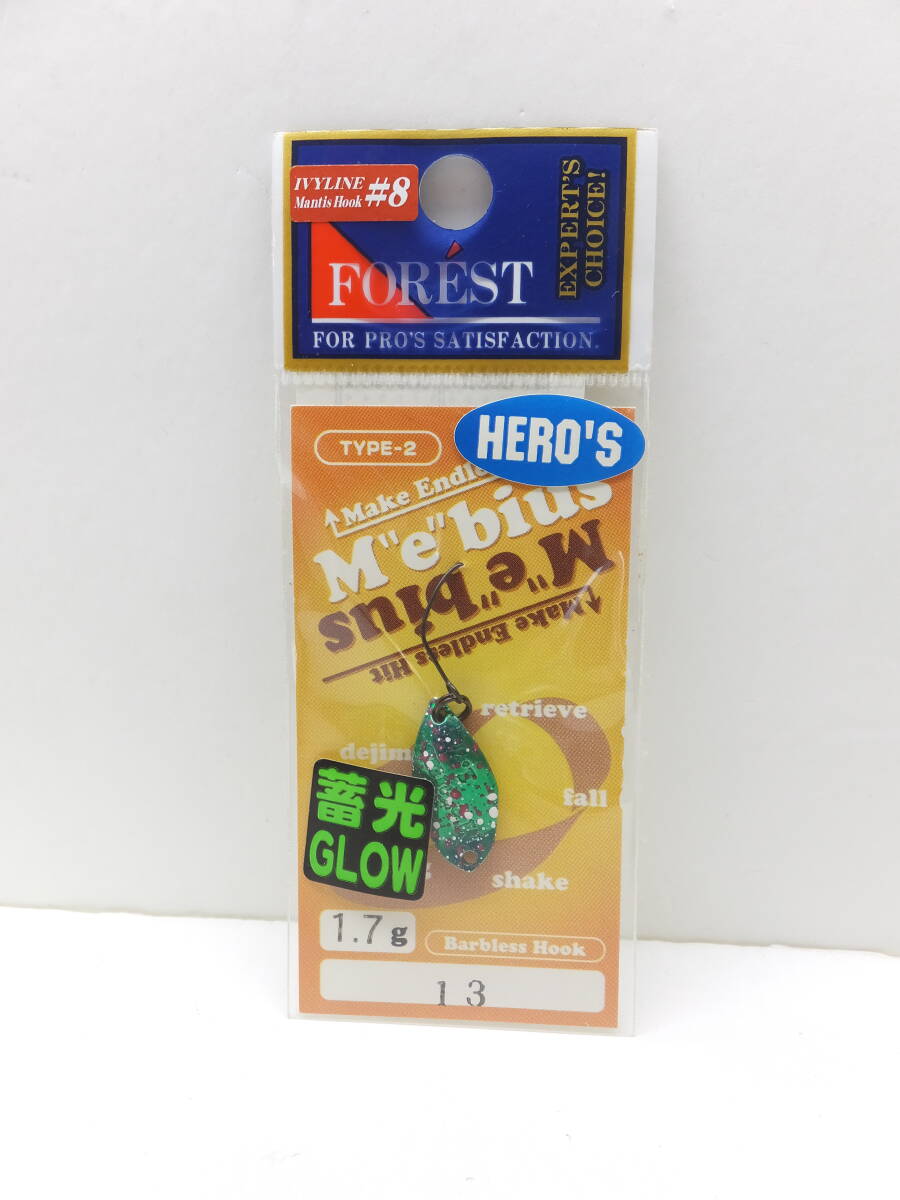 IVYLINE
Mantis Hook #8
FORÉST
FOR PRO'S SATISFACTION.
EXPERT'S
CHOICE!
HERO'S
TYPE-2
Make Endle
M"e"bius
M"e"bius
Make Endless Hit
retrieve
dejim
fall
蓄光
GLOW
shake
1.7g
Barbless Hook
13